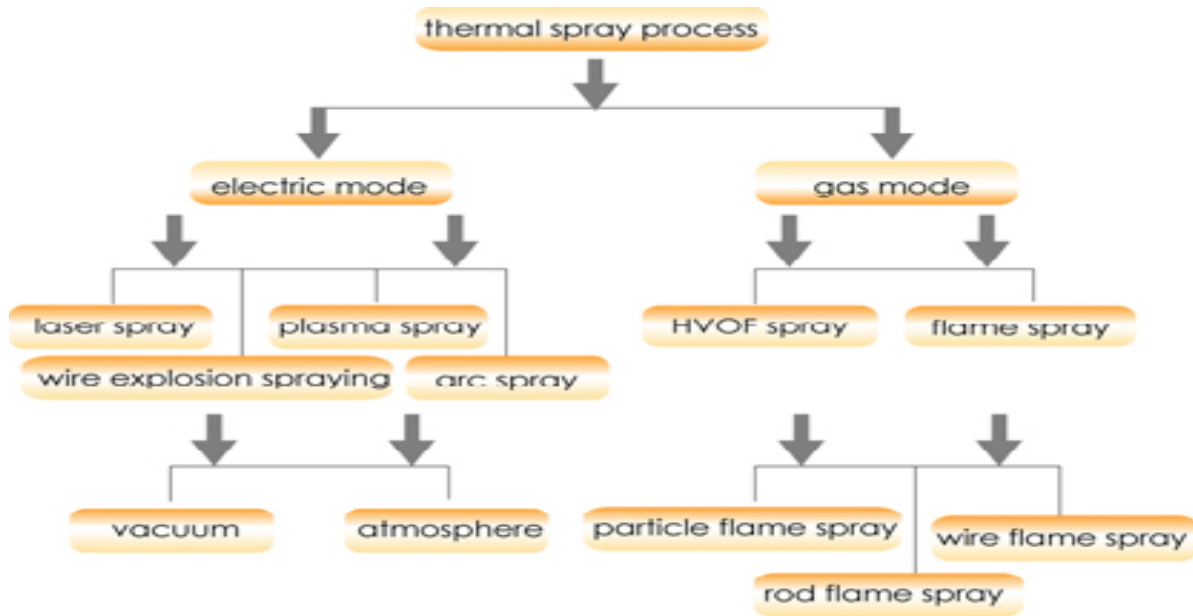 thermal spray process
electric mode
gas mode
laser spray
plasma spray
HVOF spray
flame spray
wire explosion spraying
arc spray
vacuum
atmosphere
particle flame spray
wire flame spray
rod flame spray